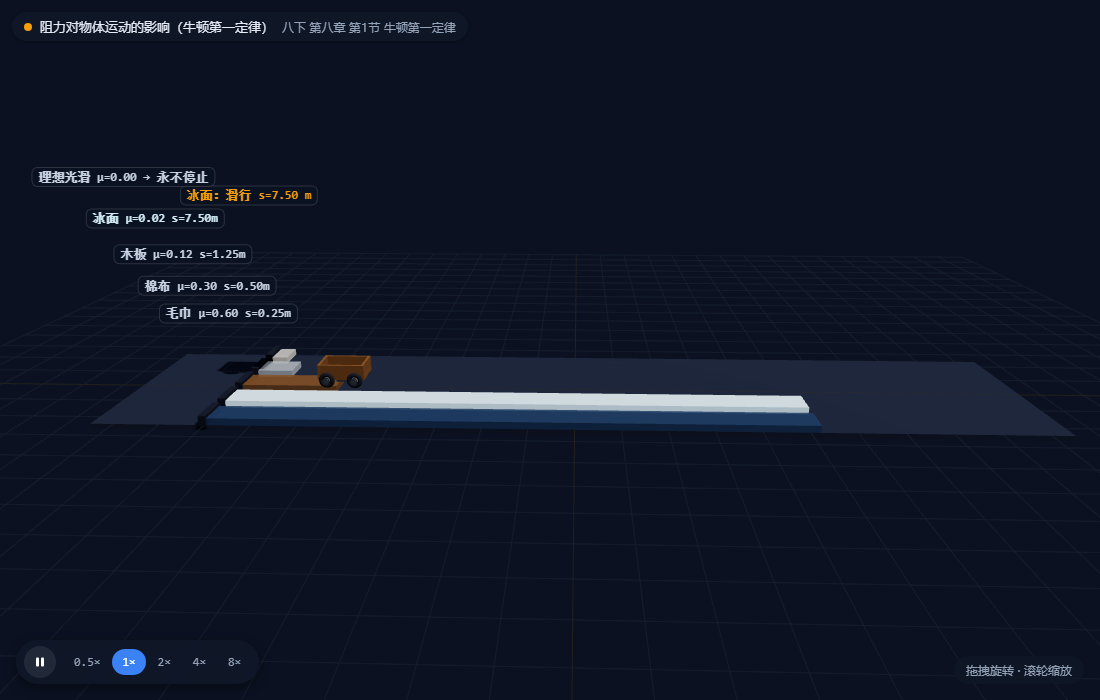 阻力对物体运动的影响（牛顿第一定律） 八下 第八章 第1节 牛顿第一定律
理想光滑 μ=0.00 → 永不停止
冰面: 滑行 s=7.50 m
冰面 μ=0.02 s=7.50m
木板 μ=0.12 s=1.25m
棉布 μ=0.30 s=0.50m
毛巾 μ=0.60 s=0.25m
0.5× 1× 2× 4× 8×
拖拽旋转 · 滚轮缩放